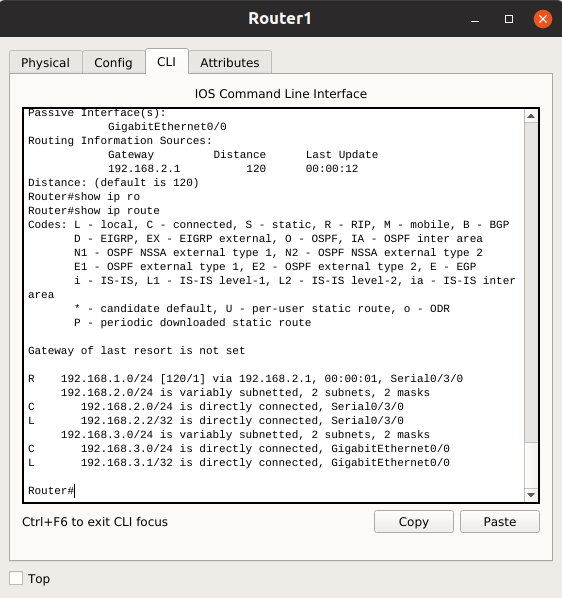 Router1
Physical Config CLI Attributes
IOS Command Line Interface
Passive Interface(s):
GigabitEthernet0/0
Routing Information Sources:
Gateway Distance Last Update
192.168.2.1 120 00:00:12
Distance: (default is 120)
Router#show ip ro
Router#show ip route
Codes: L - local, C - connected, S - static, R - RIP, M - mobile, B - BGP
D - EIGRP, EX - EIGRP external, O - OSPF, IA - OSPF inter area
N1 - OSPF NSSA external type 1, N2 - OSPF NSSA external type 2
E1 - OSPF external type 1, E2 - OSPF external type 2, E - EGP
i - IS-IS, L1 - IS-IS level-1, L2 - IS-IS level-2, ia - IS-IS inter
area
* - candidate default, U - per-user static route, o - ODR
P - periodic downloaded static route
Gateway of last resort is not set
R 192.168.1.0/24 [120/1] via 192.168.2.1, 00:00:01, Serial0/3/0
192.168.2.0/24 is variably subnetted, 2 subnets, 2 masks
C 192.168.2.0/24 is directly connected, Serial0/3/0
L 192.168.2.2/32 is directly connected, Serial0/3/0
192.168.3.0/24 is variably subnetted, 2 subnets, 2 masks
C 192.168.3.0/24 is directly connected, GigabitEthernet0/0
L 192.168.3.1/32 is directly connected, GigabitEthernet0/0
Router#
Ctrl+F6 to exit CLI focus Copy Paste
Top